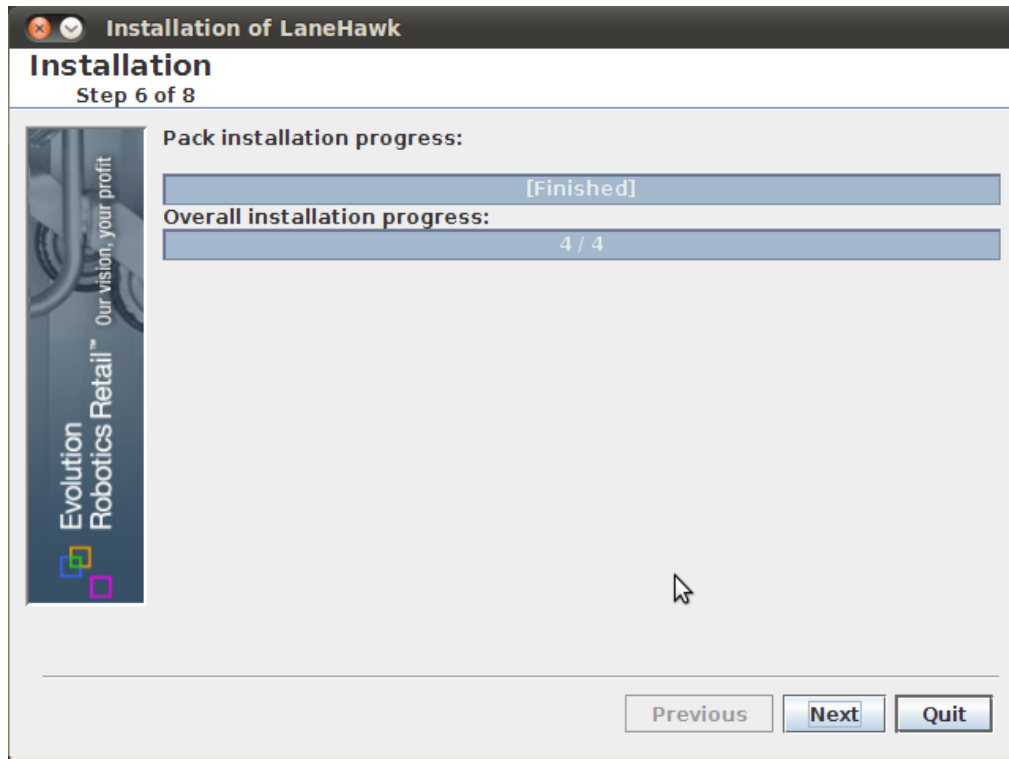 Installation of LaneHawk
Installation
Step 6 of 8
Pack installation progress:
[Finished]
Overall installation progress:
4 / 4
Evolution
Robotics Retail™ Our vision, your profit
Previous Next Quit